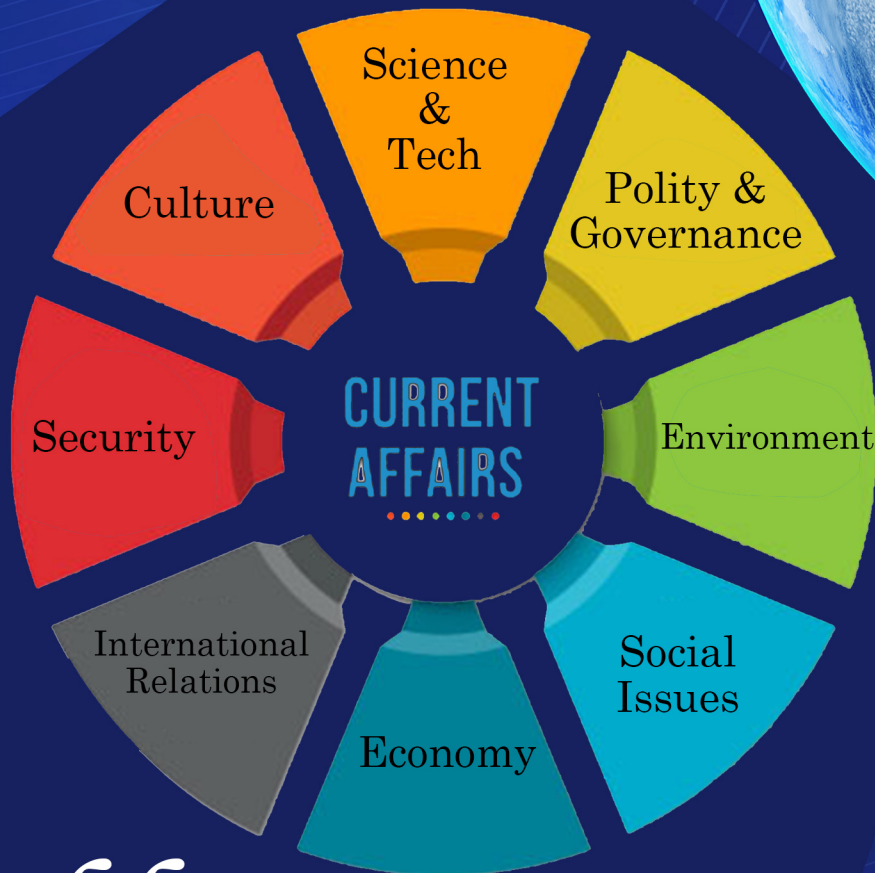 Science
&
Tech
Polity &
Governance
Environment
Social
Issues
Economy
International
Relations
Security
Culture
CURRENT
AFFAIRS